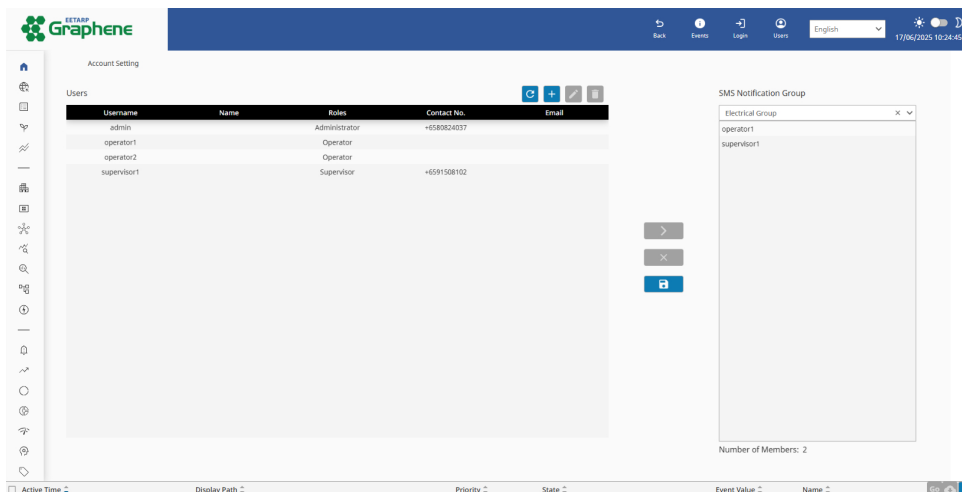 EETARP
Graphene
Back
Events
Login
Users
English
17/06/2025 10:24:45
Account Setting
Users
SMS Notification Group
Username Name Roles Contact No. Email
admin Administrator +6580824037
operator1 Operator
operator2 Operator
supervisor1 Supervisor +6591508102
Electrical Group
operator1
supervisor1
Number of Members: 2
Active Time Display Path Priority State Event Value Name Go